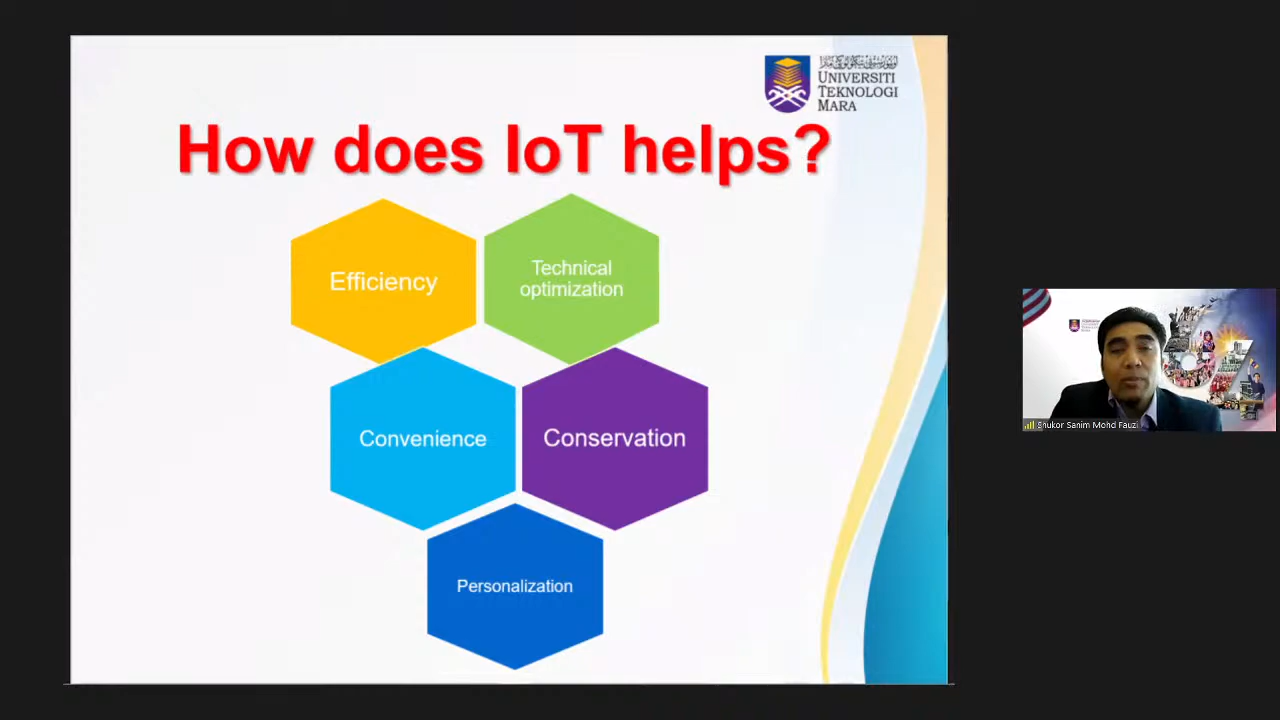 UNIVERSITI
TEKNOLOGI
MARA
How does IoT helps?
Efficiency
Technical
optimization
Convenience
Conservation
Personalization
Shukor Sanim Mohd Fauzi